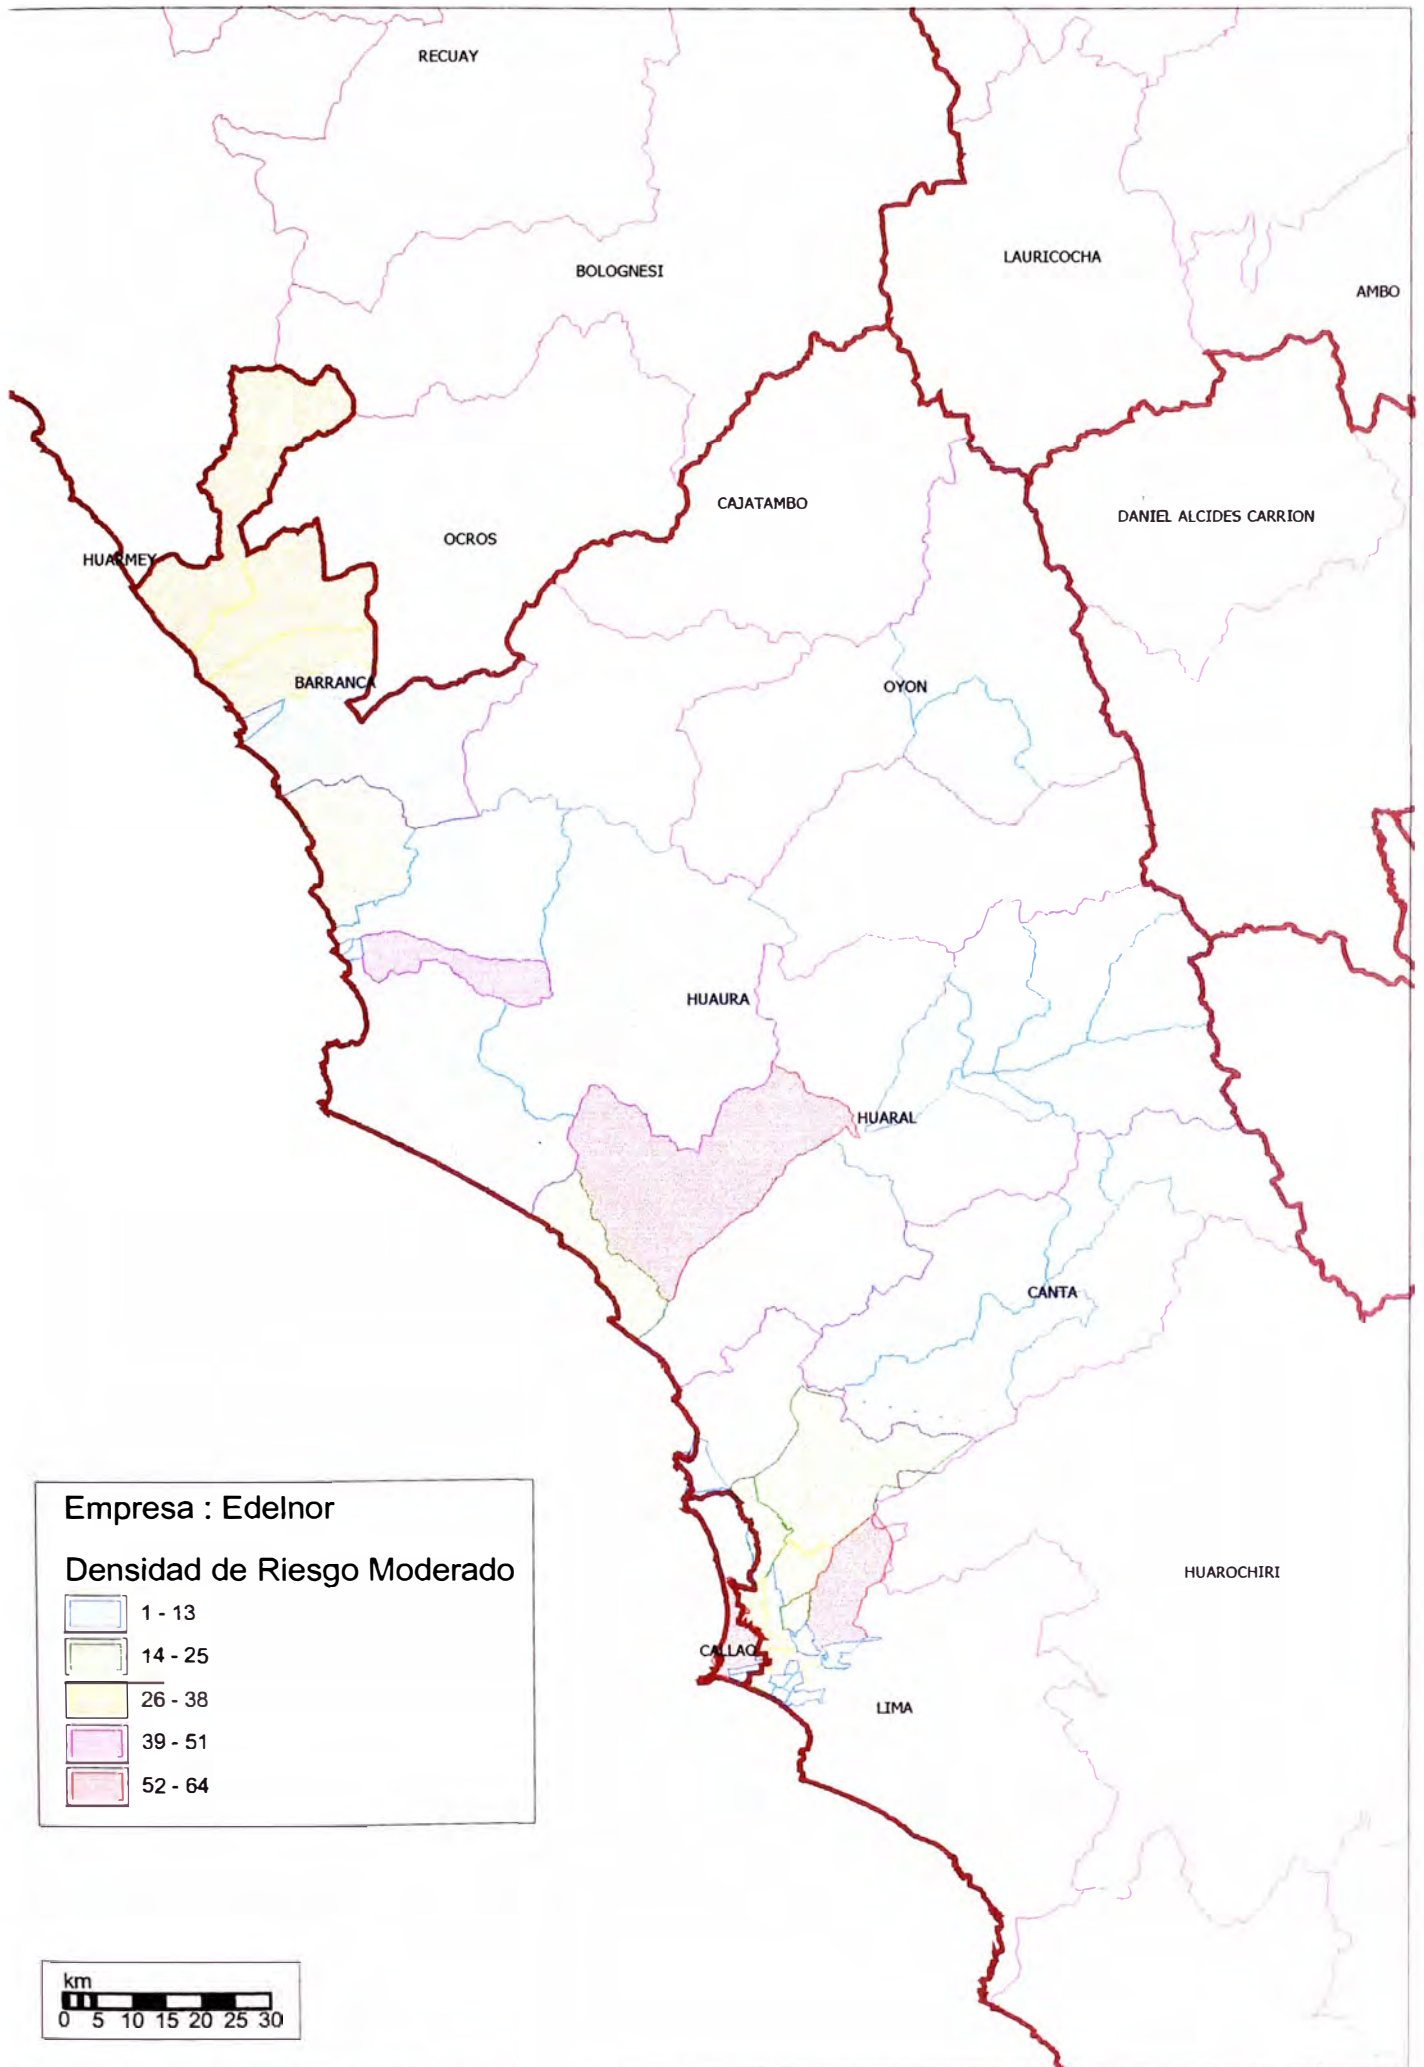 RECUAY
LAURICOCHA
BOLOGNESI
AMBO
CAJATAMBO
DANIEL ALCIDES CARRION
OCROS
HUARMEY
BARRANCA
OYON
HUAURA
HUARAL
CANTA
HUAROCHIRI
CALLAO
LIMA
Empresa : Edelnor
Densidad de Riesgo Moderado
1 - 13
14 - 25
26 - 38
39 - 51
52 - 64
km
0 5 10 15 20 25 30